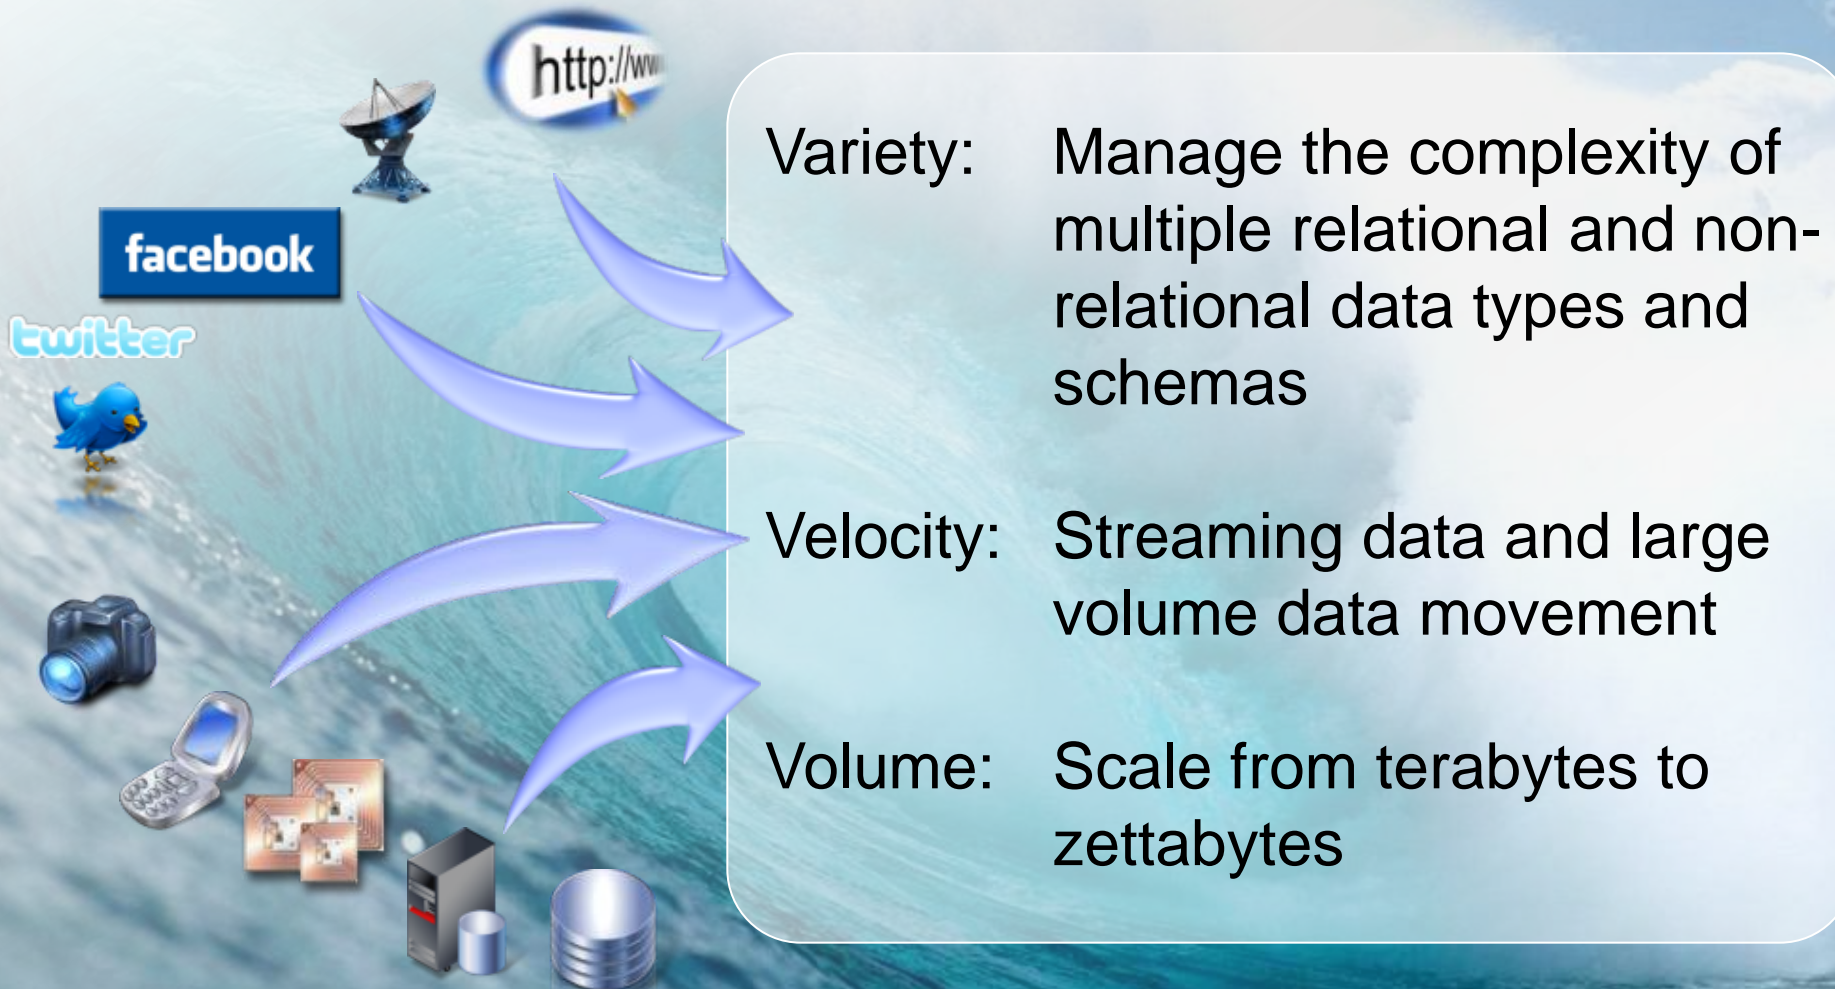 http://www.
facebook
twitter
Variety: Manage the complexity of
multiple relational and non-
relational data types and
schemas
Velocity: Streaming data and large
volume data movement
Volume: Scale from terabytes to
zettabytes